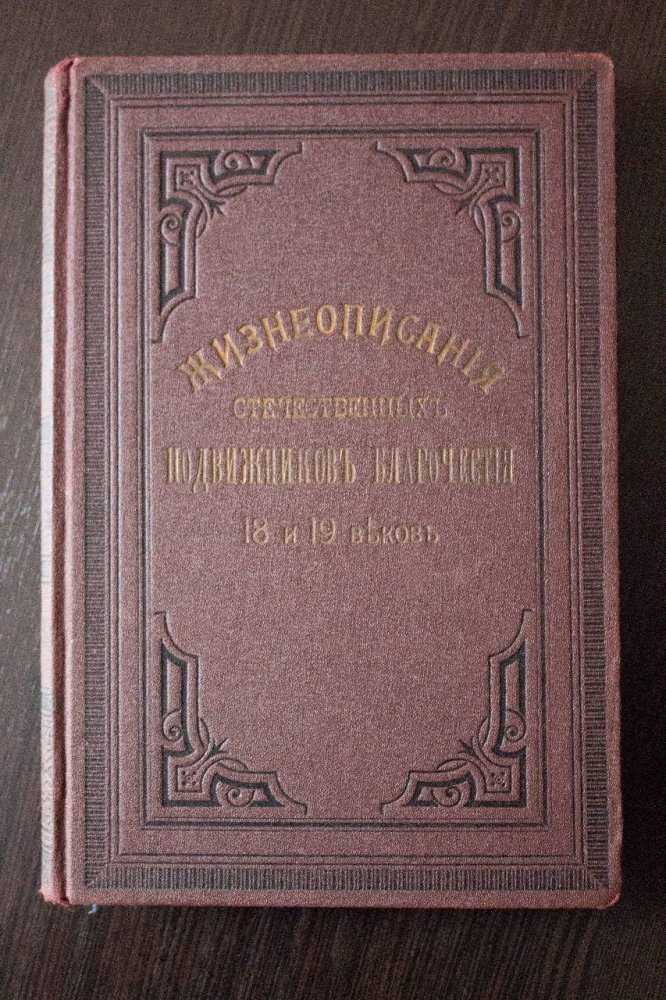 ЖИЗНЕОПИСАНІЯ
ОТЕЧЕСТВЕННЫХЪ
ПОДВИЖНИКОВЪ БЛАГОЧЕСТІЯ
18 и 19 вѣковъ